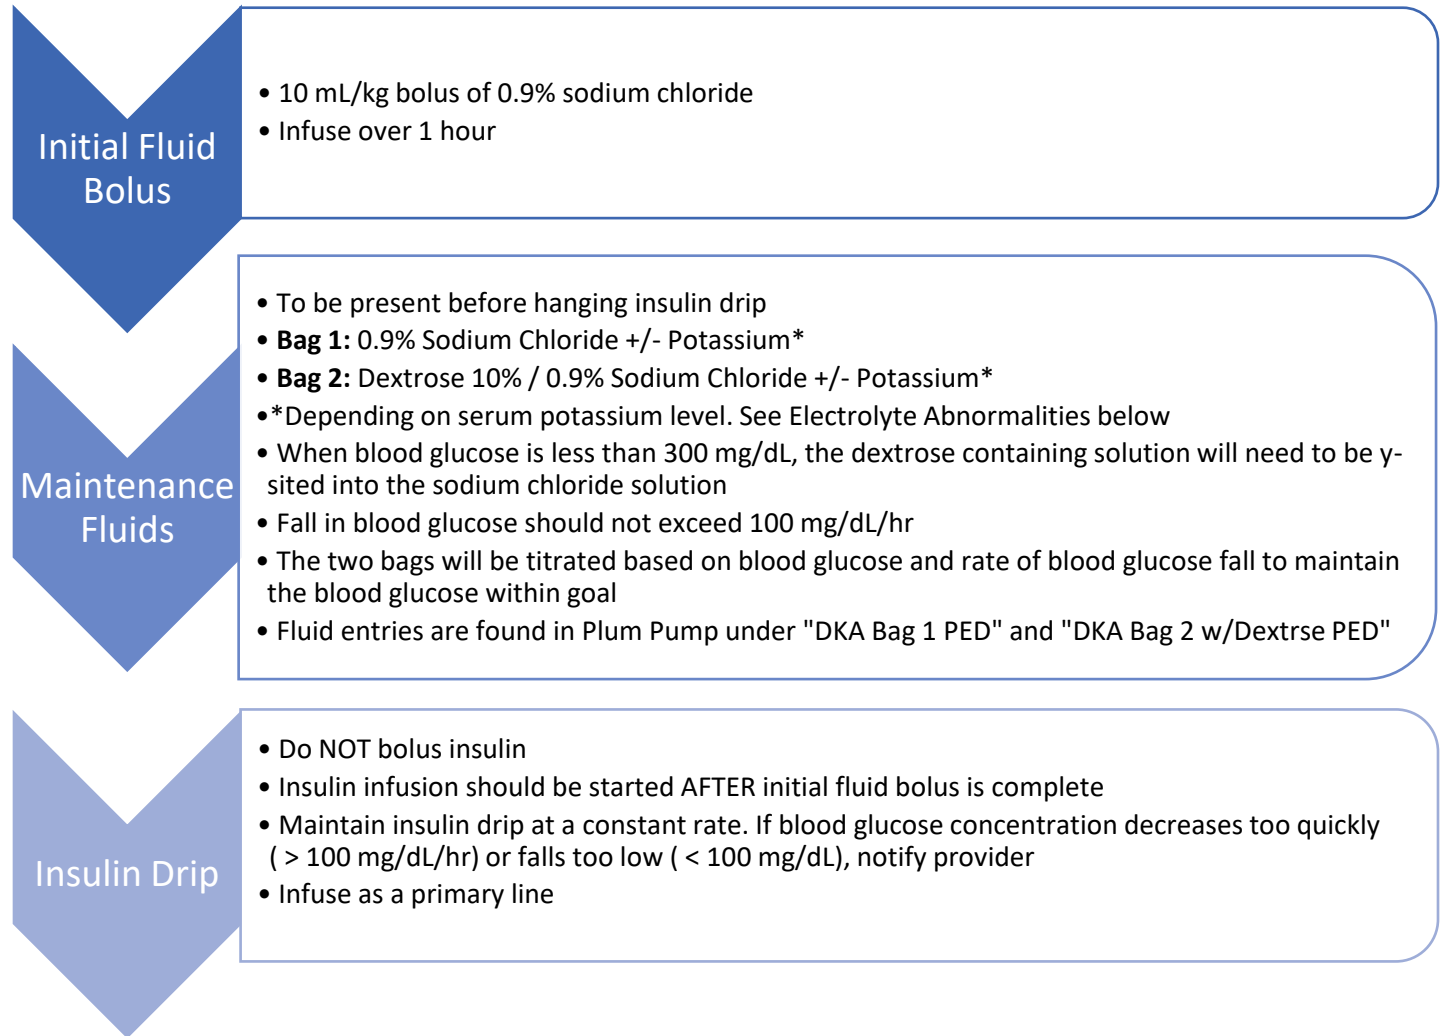 Initial Fluid
Bolus
• 10 mL/kg bolus of 0.9% sodium chloride
• Infuse over 1 hour
Maintenance
Fluids
• To be present before hanging insulin drip
• Bag 1: 0.9% Sodium Chloride +/- Potassium*
• Bag 2: Dextrose 10% / 0.9% Sodium Chloride +/- Potassium*
•*Depending on serum potassium level. See Electrolyte Abnormalities below
• When blood glucose is less than 300 mg/dL, the dextrose containing solution will need to be y-
sited into the sodium chloride solution
• Fall in blood glucose should not exceed 100 mg/dL/hr
• The two bags will be titrated based on blood glucose and rate of blood glucose fall to maintain
the blood glucose within goal
• Fluid entries are found in Plum Pump under "DKA Bag 1 PED" and "DKA Bag 2 w/Dextrse PED"
Insulin Drip
• Do NOT bolus insulin
• Insulin infusion should be started AFTER initial fluid bolus is complete
• Maintain insulin drip at a constant rate. If blood glucose concentration decreases too quickly
( > 100 mg/dL/hr) or falls too low ( < 100 mg/dL), notify provider
• Infuse as a primary line